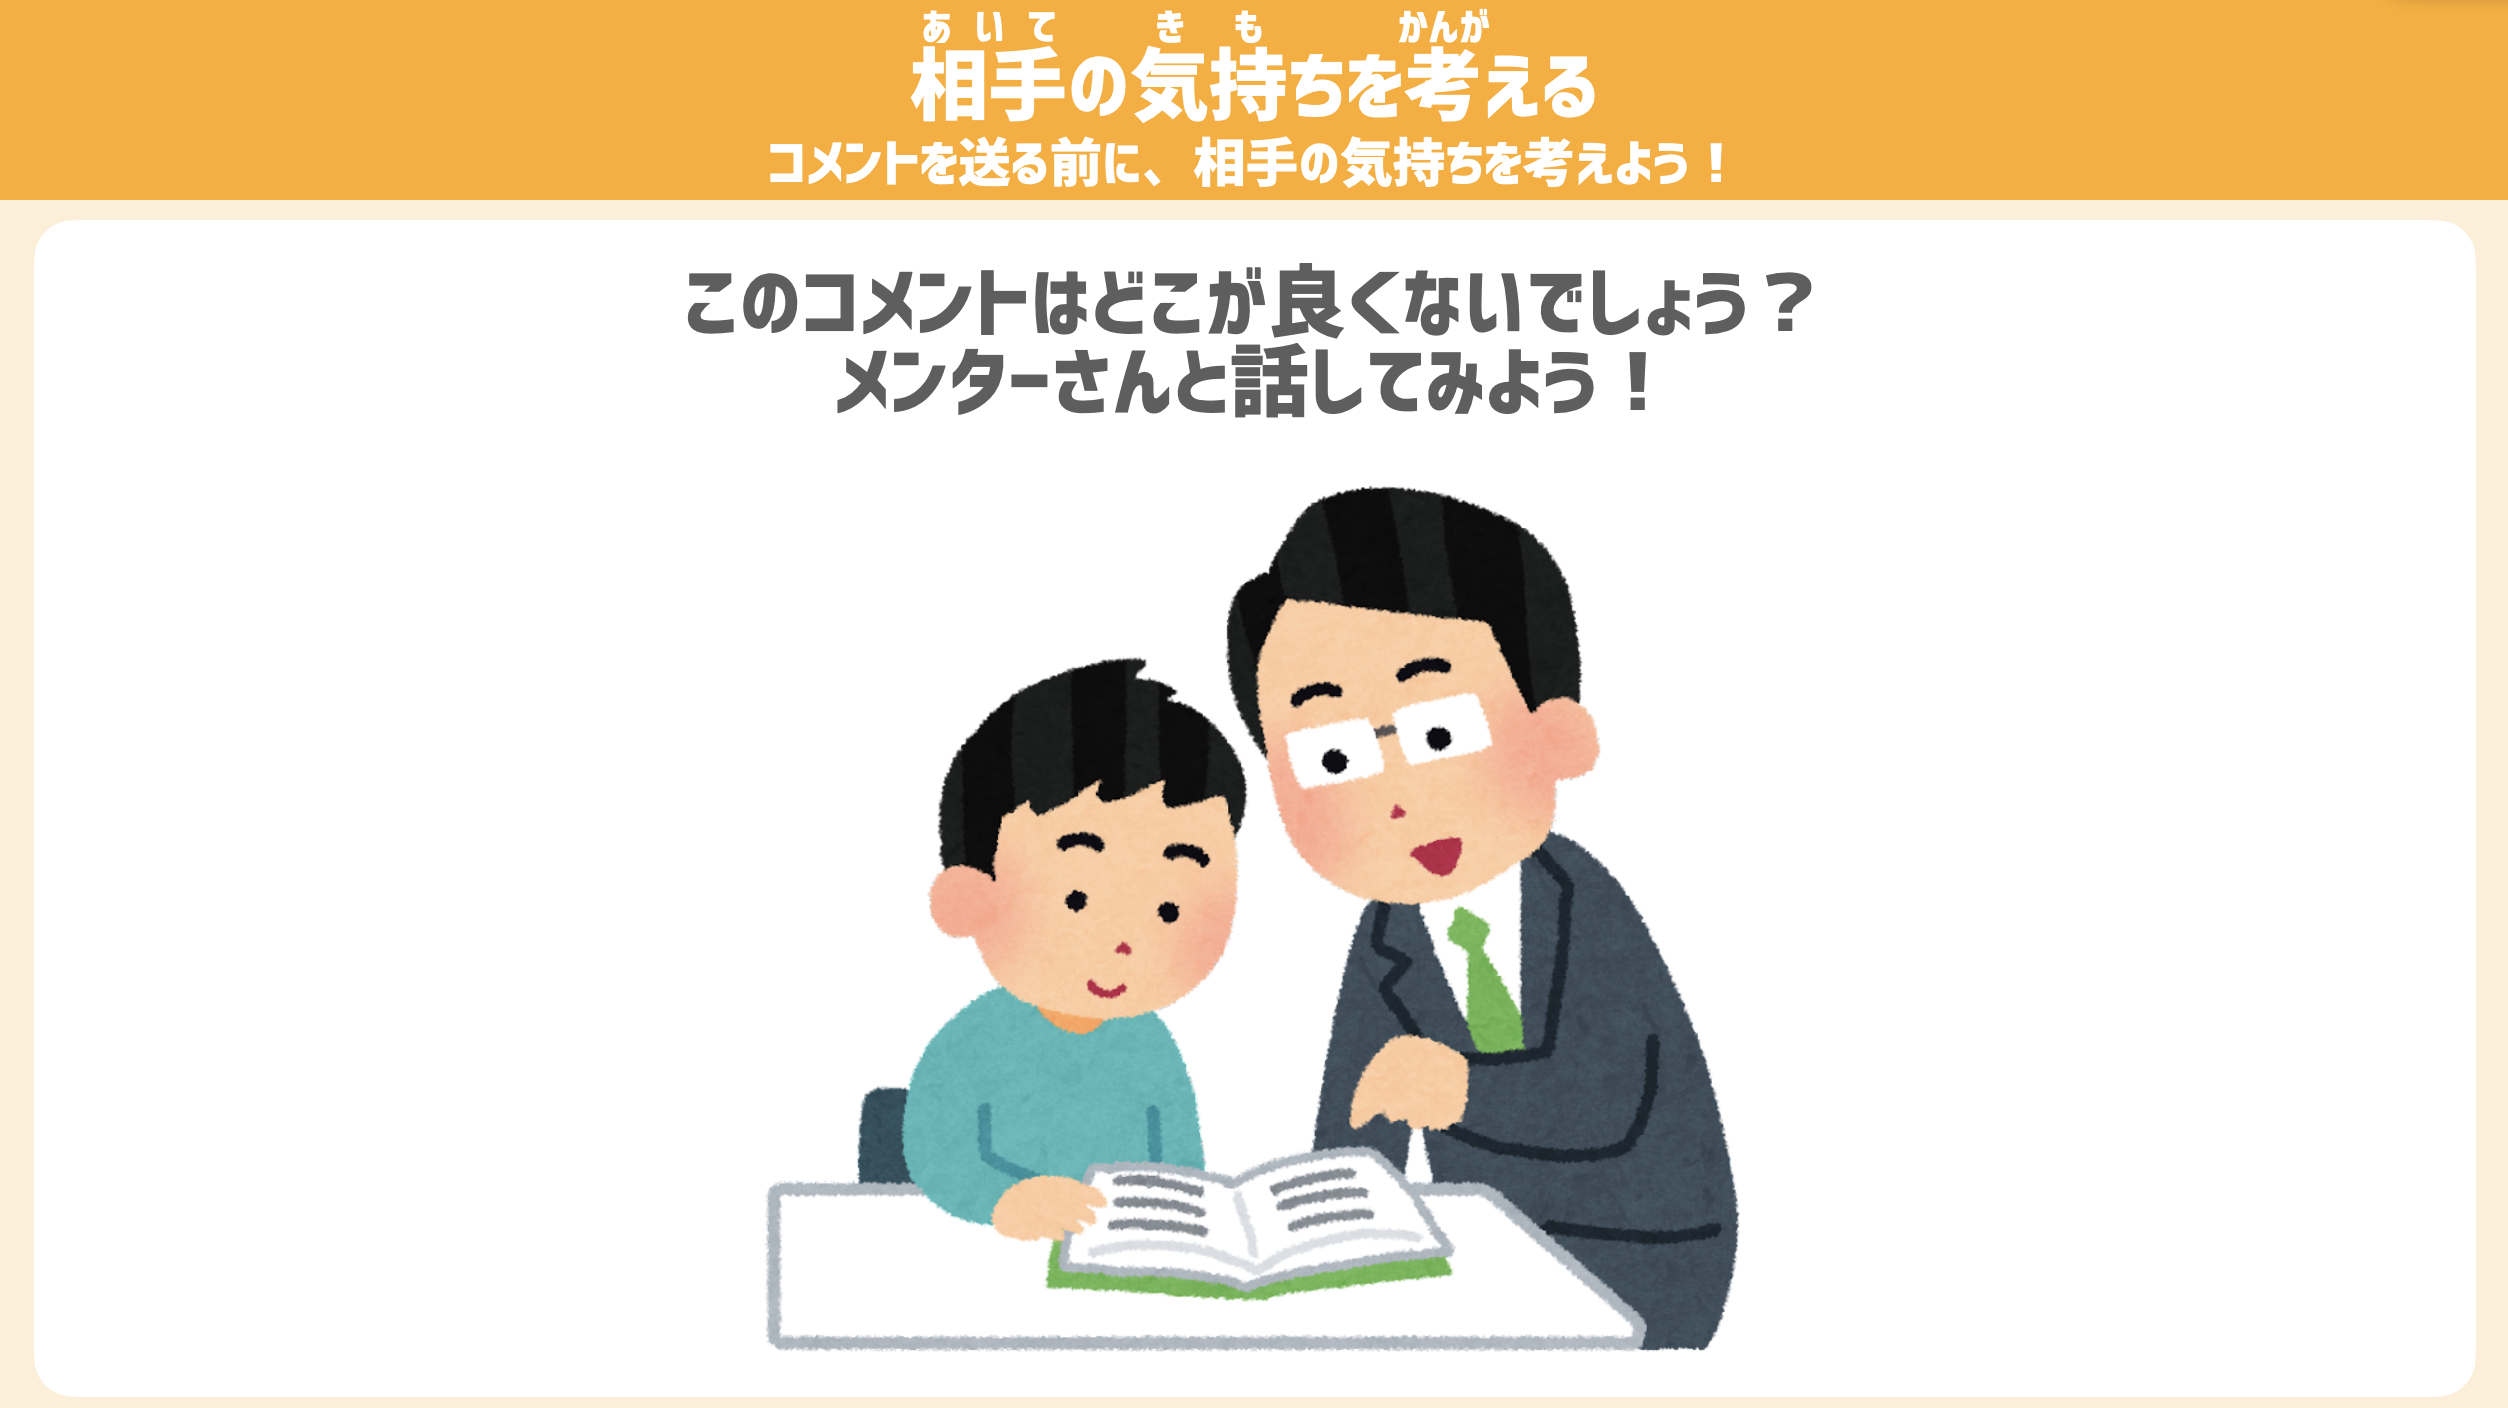 あいて きも かんが
相手の気持ちを考える
コメントを送る前に、相手の気持ちを考えよう！
このコメントはどこが良くないでしょう？
メンターさんと話してみよう！